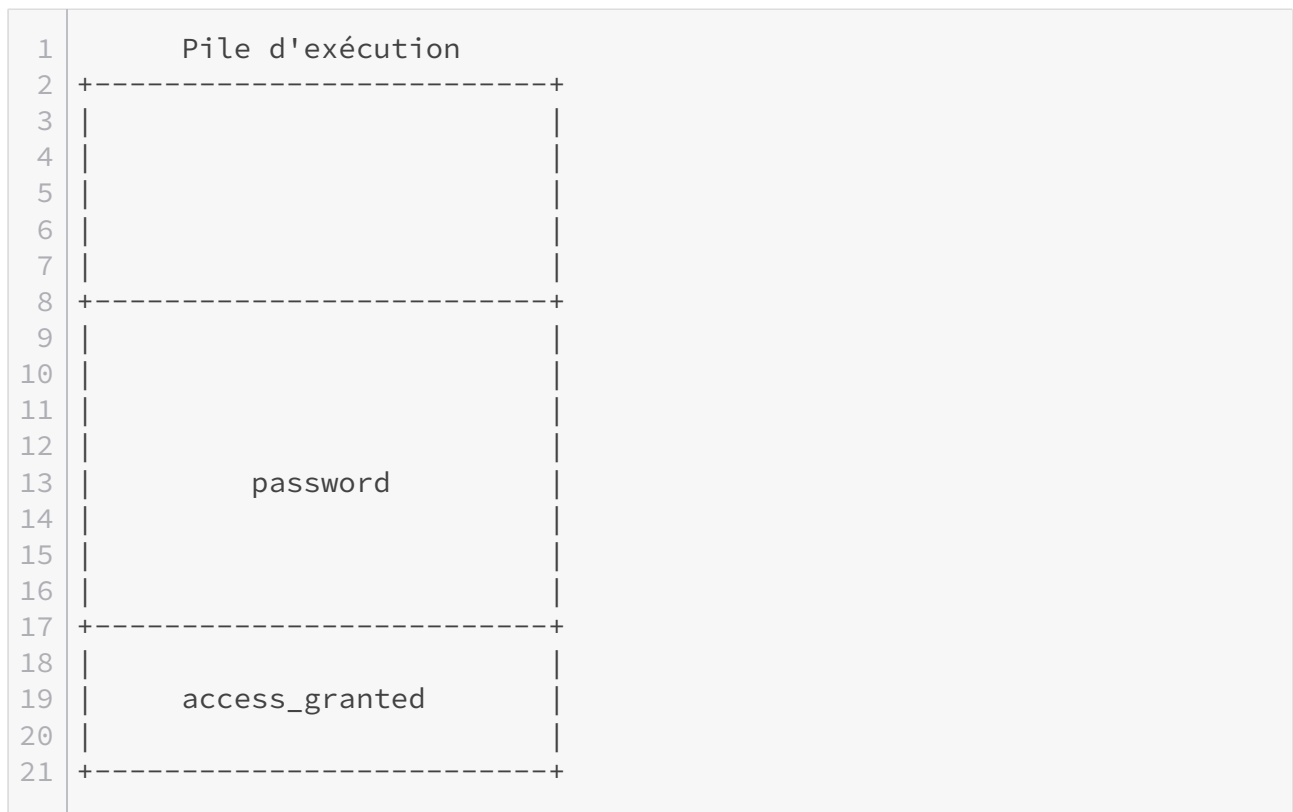 1 Pile d'exécution
2 +---------------------------+
3 | |
4 | |
5 | |
6 | |
7 | |
8 +---------------------------+
9 | |
10 | |
11 | |
12 | |
13 | password |
14 | |
15 | |
16 | |
17 +---------------------------+
18 | |
19 | access_granted |
20 | |
21 +---------------------------+